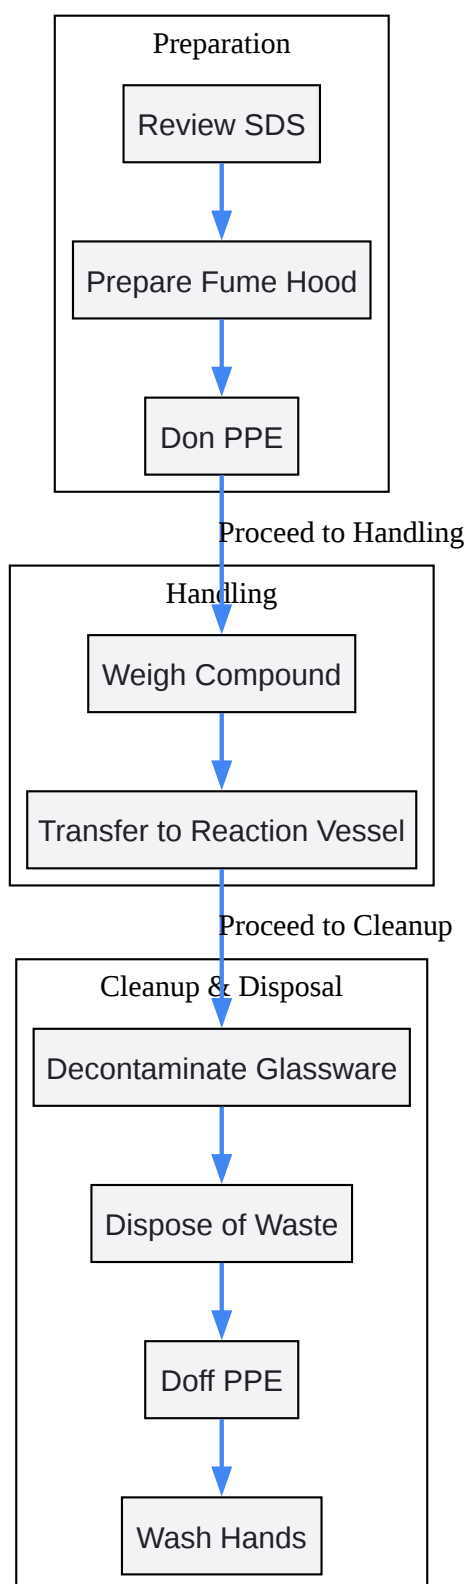 Preparation
Review SDS
Prepare Fume Hood
Don PPE
Proceed to Handling
Handling
Weigh Compound
Transfer to Reaction Vessel
Proceed to Cleanup
Cleanup & Disposal
Decontaminate Glassware
Dispose of Waste
Doff PPE
Wash Hands